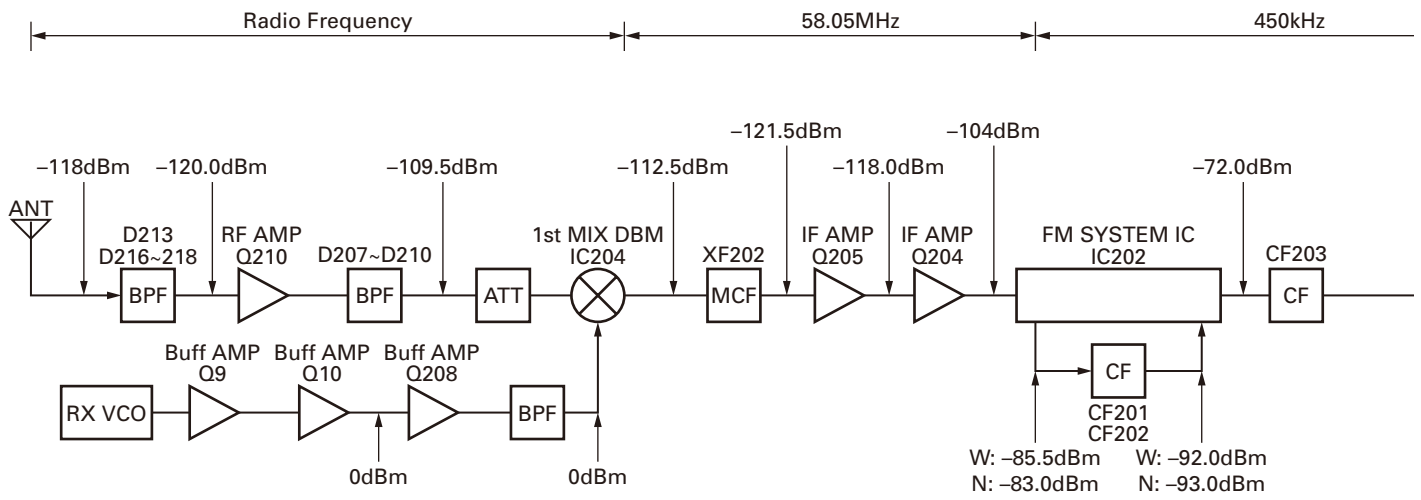 Radio Frequency
58.05MHz
450kHz
–121.5dBm
–118dBm
–120.0dBm
–109.5dBm
–112.5dBm
–118.0dBm
–104dBm
–72.0dBm
ANT
D213
D216~218
BPF
RF AMP
Q210
D207~D210
BPF
ATT
1st MIX DBM
IC204
XF202
MCF
IF AMP
Q205
IF AMP
Q204
FM SYSTEM IC
IC202
CF203
CF
RX VCO
Buff AMP
Q9
Buff AMP
Q10
Buff AMP
Q208
BPF
CF
CF201
CF202
0dBm
0dBm
W: –85.5dBm
N: –83.0dBm
W: –92.0dBm
N: –93.0dBm